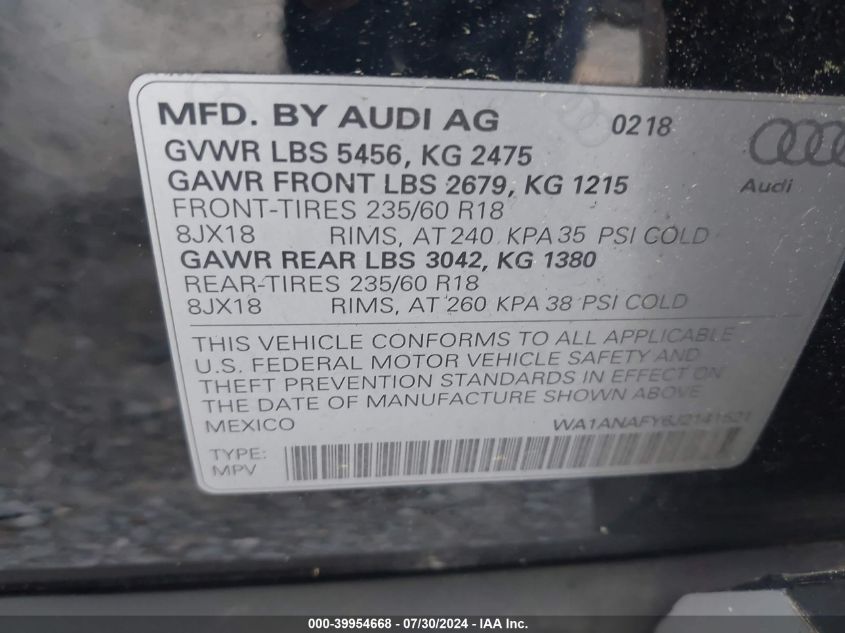 MFD. BY AUDI AG 0218
GVWR LBS 5456, KG 2475
GAWR FRONT LBS 2679, KG 1215 Audi
FRONT-TIRES 235/60 R18
8JX18 RIMS, AT 240 KPA 35 PSI COLD
GAWR REAR LBS 3042, KG 1380
REAR-TIRES 235/60 R18
8JX18 RIMS, AT 260 KPA 38 PSI COLD
THIS VEHICLE CONFORMS TO ALL APPLICABLE
U.S. FEDERAL MOTOR VEHICLE SAFETY AND
THEFT PREVENTION STANDARDS IN EFFECT ON
THE DATE OF MANUFACTURE SHOWN ABOVE
MEXICO
TYPE:
MPV
000-39954668 - 07/30/2024 - www.iaai.com - Copyright IAA, Inc.